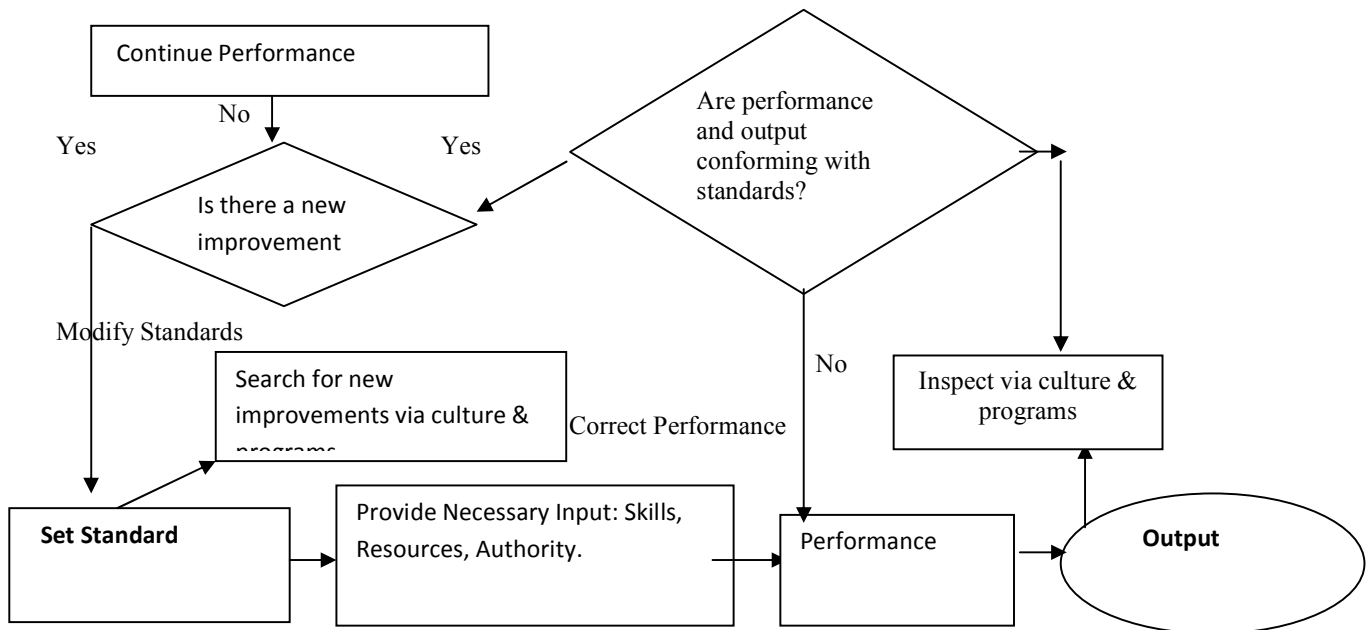 Continue Performance
No
Yes
Yes
Is there a new
improvement
Are performance
and output
conforming with
standards?
Modify Standards
Search for new
improvements via culture &
programs
Correct Performance
No
Inspect via culture &
programs
Set Standard
Provide Necessary Input: Skills,
Resources, Authority.
Performance
Output